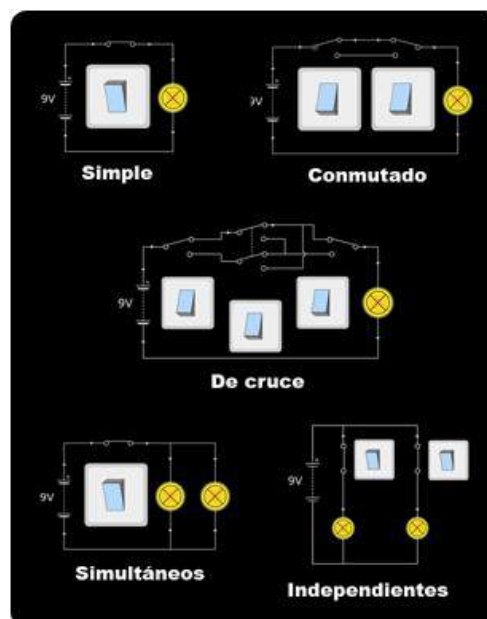 9V
9V
Simple
Conmutado
9V
De cruce
9V
9V
Simultáneos
Independientes